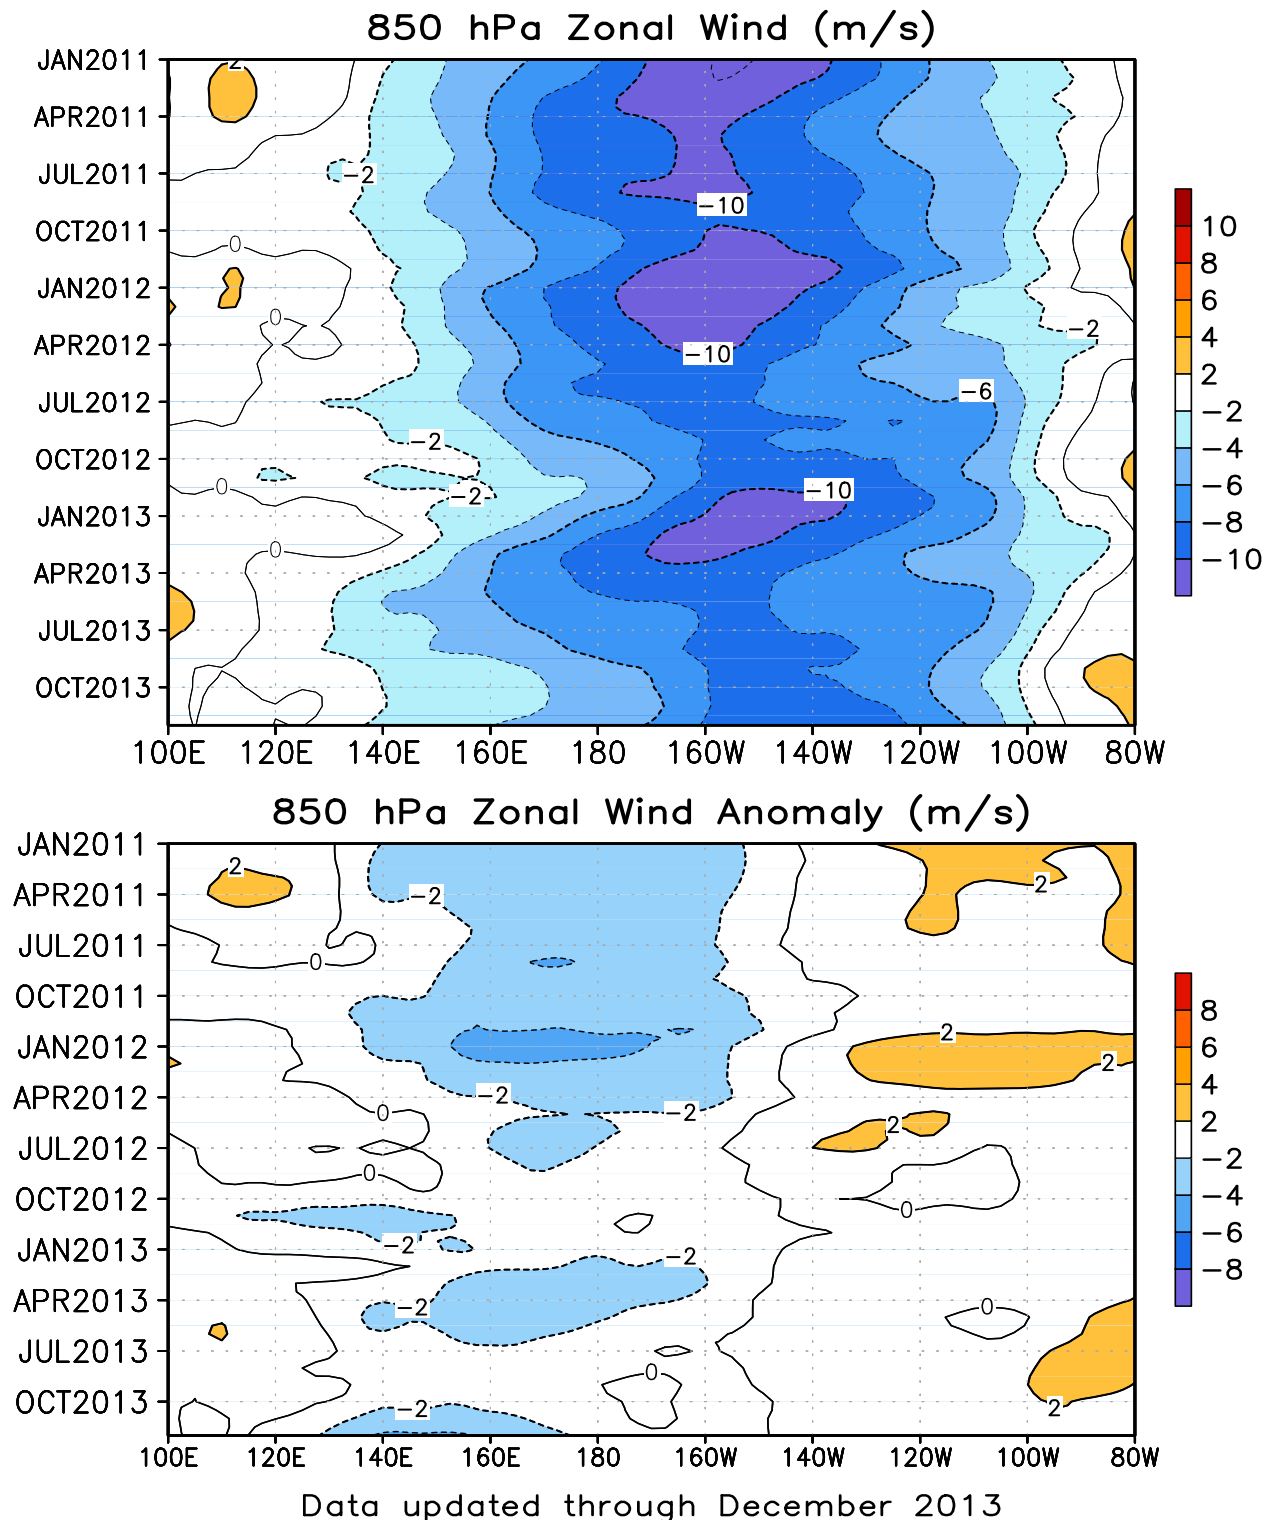 850 hPa Zonal Wind (m/s)
JAN2011
APR2011
JUL2011
OCT2011
JAN2012
APR2012
JUL2012
OCT2012
JAN2013
APR2013
JUL2013
OCT2013
2
-2
-10
0
0
-10
-2
-6
-2
0
-2
-10
0
100E 120E 140E 160E 180 160W 140W 120W 100W 80W
10
8
6
4
2
-2
-4
-6
-8
-10
850 hPa Zonal Wind Anomaly (m/s)
JAN2011
APR2011
JUL2011
OCT2011
JAN2012
APR2012
JUL2012
OCT2012
JAN2013
APR2013
JUL2013
OCT2013
2
-2
2
0
2
2
-2
0
-2
2
0
0
-2
-2
-2
0
0
-2
2
100E 120E 140E 160E 180 160W 140W 120W 100W 80W
8
6
4
2
-2
-4
-6
-8
Data updated through December 2013